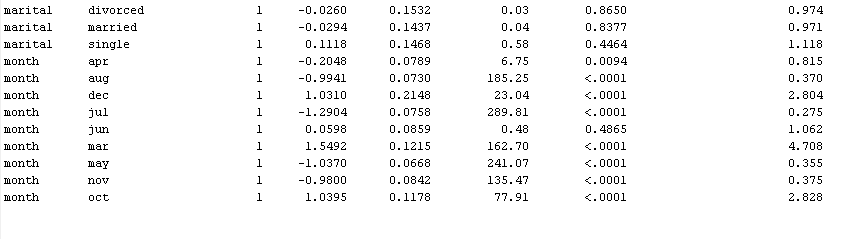 marital divorced 1 -0.0260 0.1532 0.03 0.8650 0.974
marital married 1 -0.0294 0.1437 0.04 0.8377 0.971
marital single 1 0.1118 0.1468 0.58 0.4464 1.118
month apr 1 -0.2048 0.0789 6.75 0.0094 0.815
month aug 1 -0.9941 0.0730 185.25 <.0001 0.370
month dec 1 1.0310 0.2148 23.04 <.0001 2.804
month jul 1 -1.2904 0.0758 289.81 <.0001 0.275
month jun 1 0.0598 0.0859 0.48 0.4865 1.062
month mar 1 1.5492 0.1215 162.70 <.0001 4.708
month may 1 -1.0370 0.0668 241.07 <.0001 0.355
month nov 1 -0.9800 0.0842 135.47 <.0001 0.375
month oct 1 1.0395 0.1178 77.91 <.0001 2.828